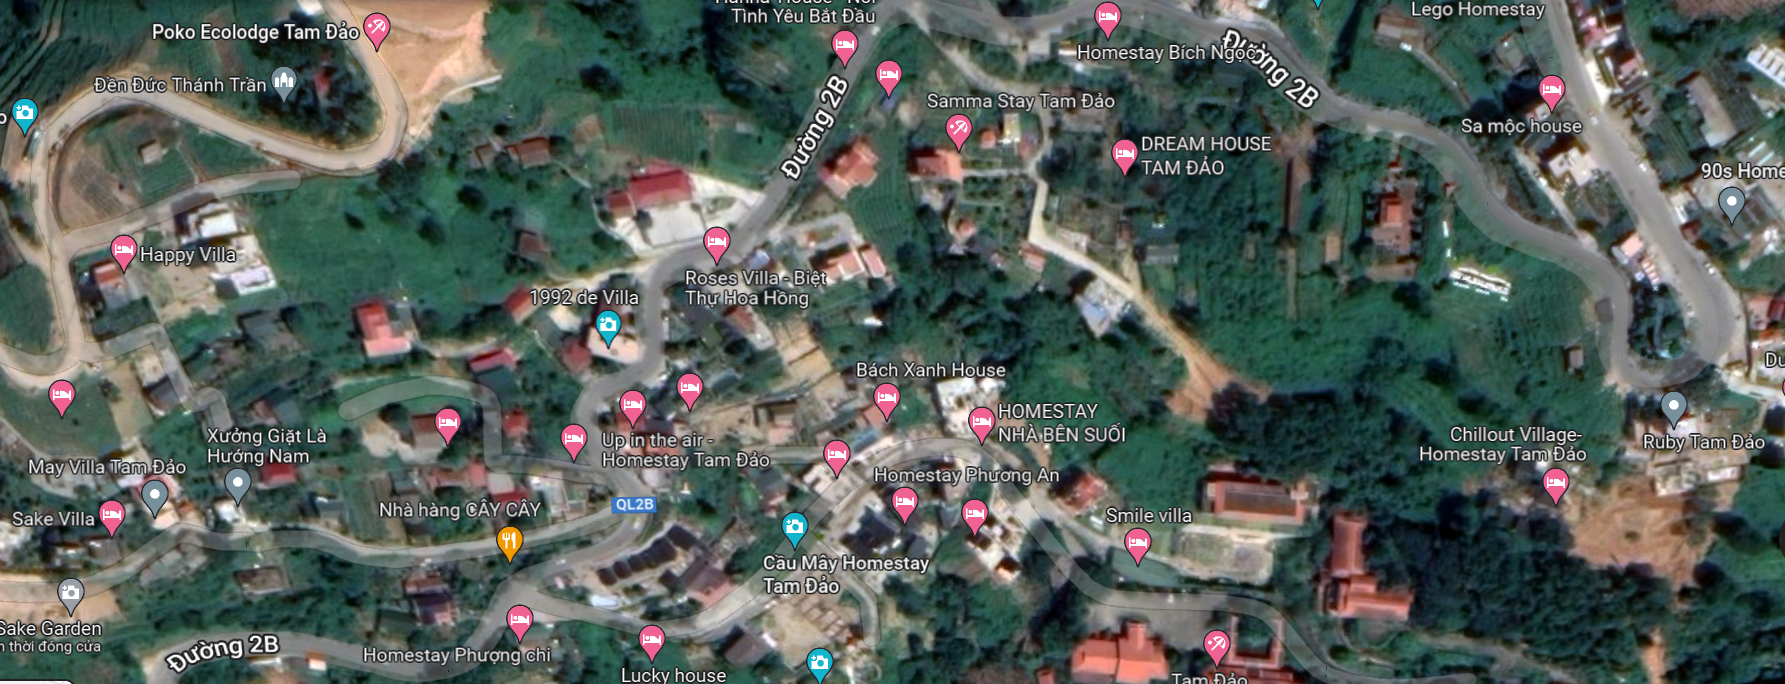 Tình Yêu Bắt Đầu
Lego Homestay
Poko Ecolodge Tam Đảo
Homestay Bích Ngọc
Đường 2B
Đền Đức Thánh Trần
Đường 2B
Samma Stay Tam Đảo
Sa mộc house
DREAM HOUSE
TAM ĐẢO
90s Home
Happy Villa
Roses Villa - Biệt
Thự Hoa Hồng
1992 de Villa
Bách Xanh House
HOMESTAY
NHÀ BÊN SUỐI
Xưởng Giặt Là
Hướng Nam
Up in the air -
Homestay Tam Đảo
Chillout Village-
Homestay Tam Đảo
Ruby Tam Đảo
May Villa Tam Đảo
Homestay Phương An
Sake Villa
Nhà hàng CÂY CÂY
QL2B
Smile villa
Cầu Mây Homestay
Tam Đảo
Sake Garden
thời đóng cửa
Đường 2B
Homestay Phượng chi
Lucky house
Tam Đảo